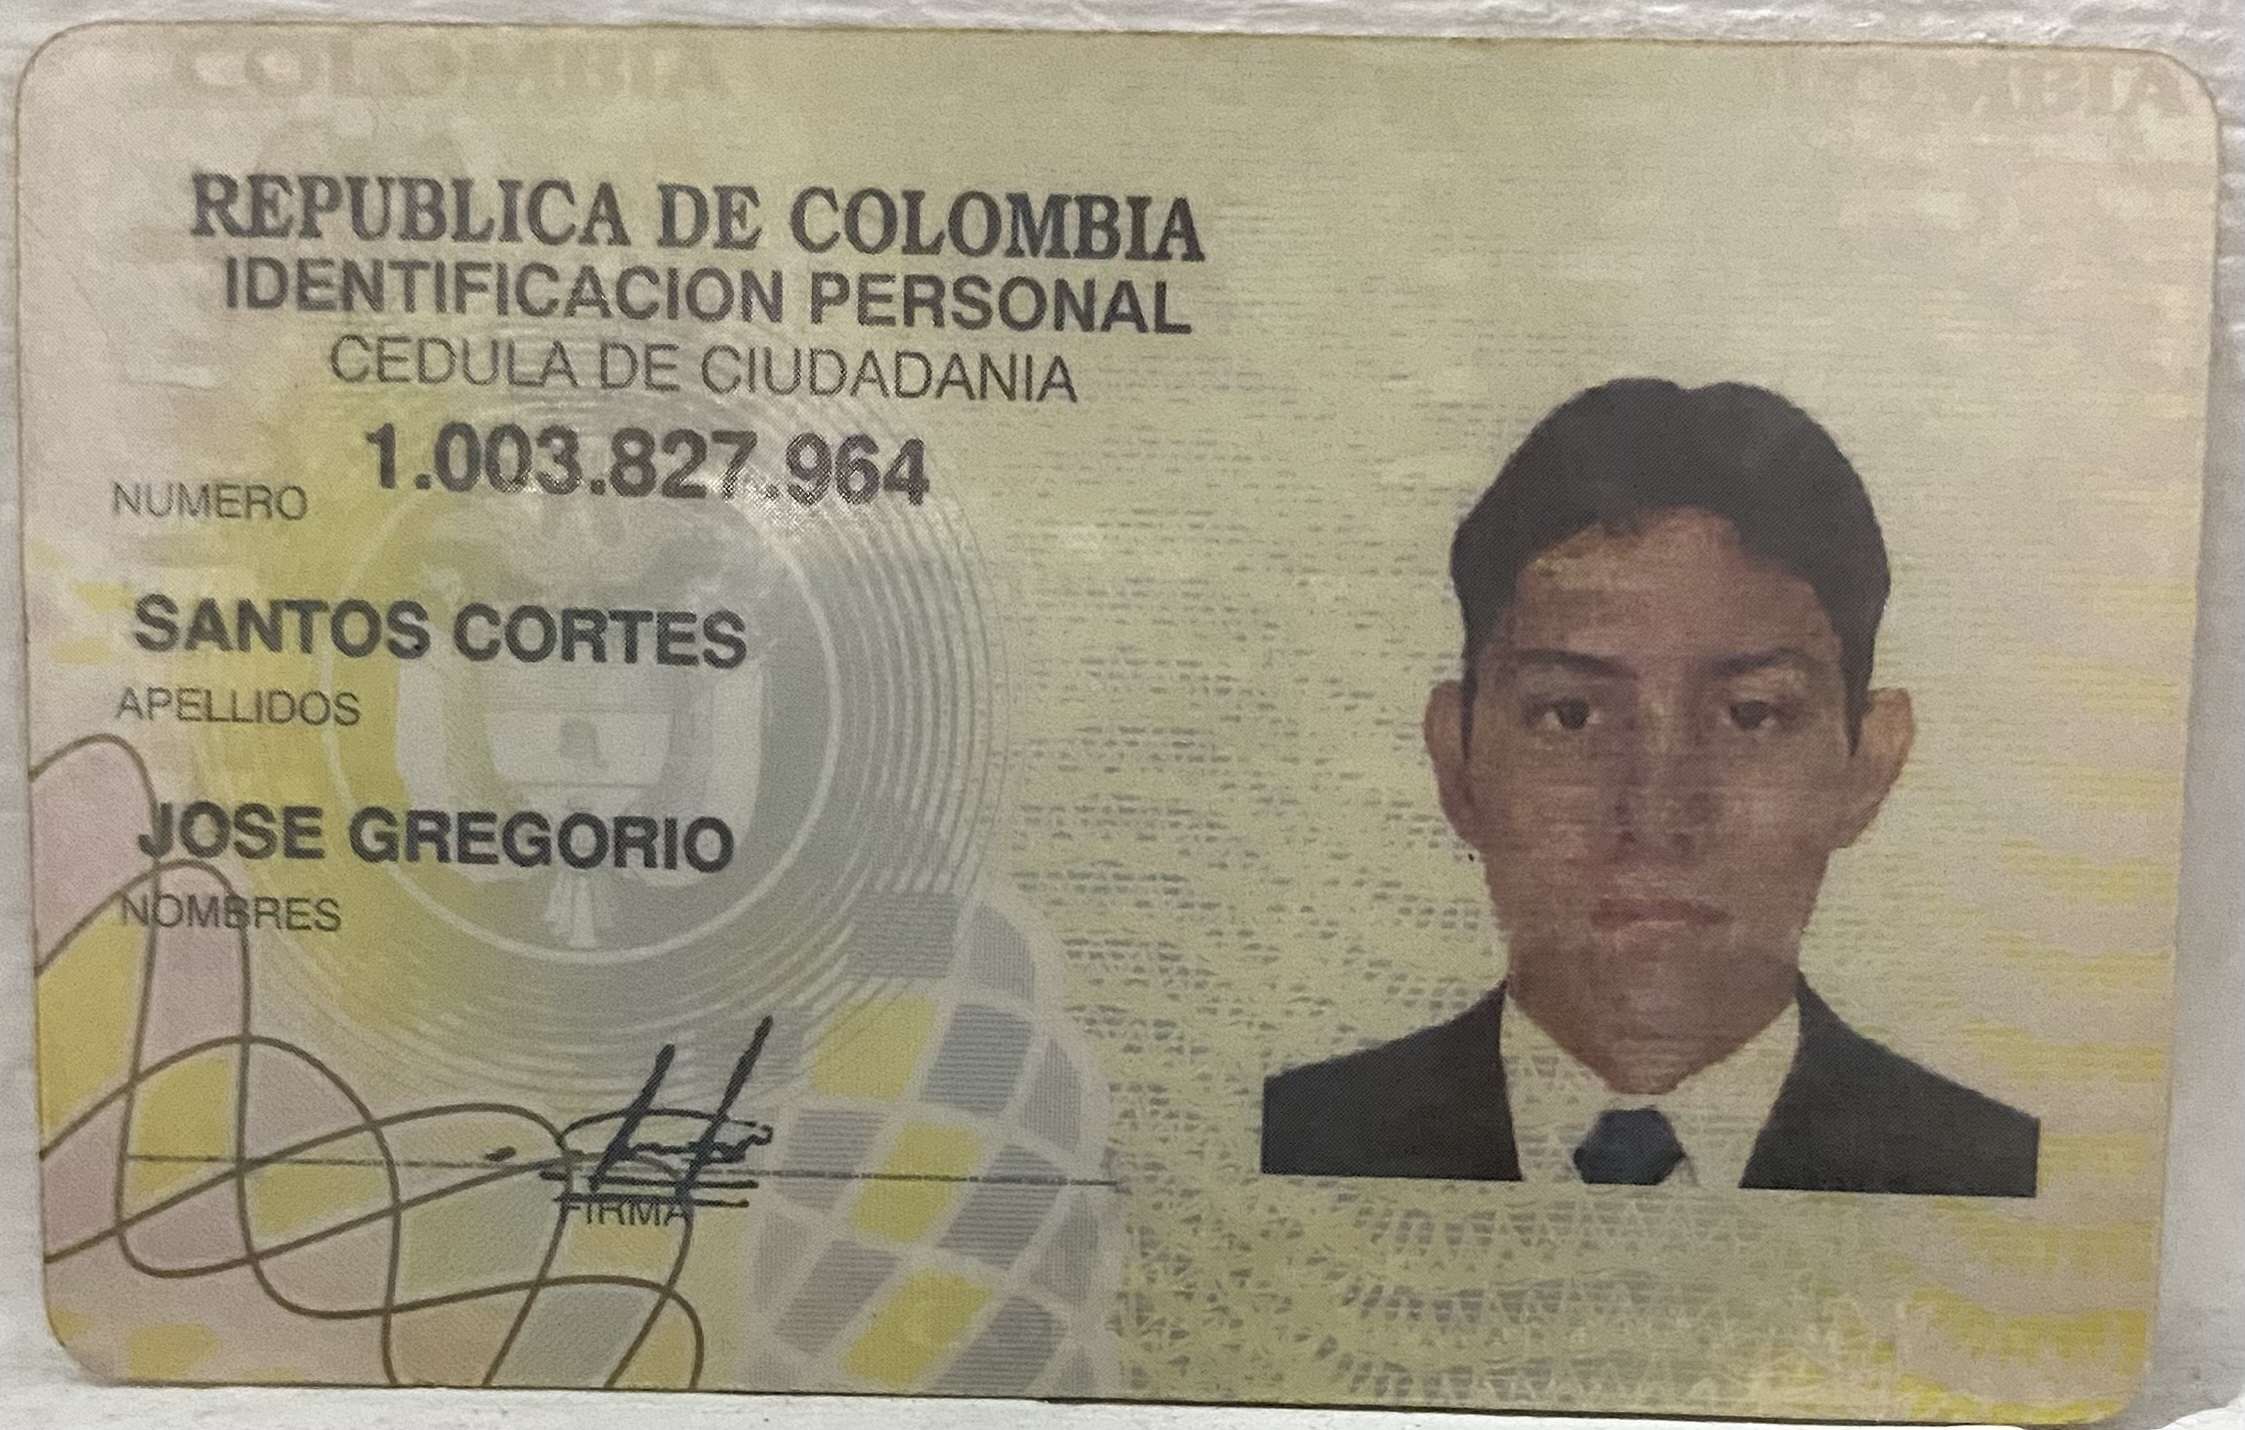 COLOMBIA
REPUBLICA DE COLOMBIA
IDENTIFICACION PERSONAL
CEDULA DE CIUDADANIA
NUMERO 1.003.827.964
SANTOS CORTES
APELLIDOS
JOSE GREGORIO
NOMBRES
FIRMA